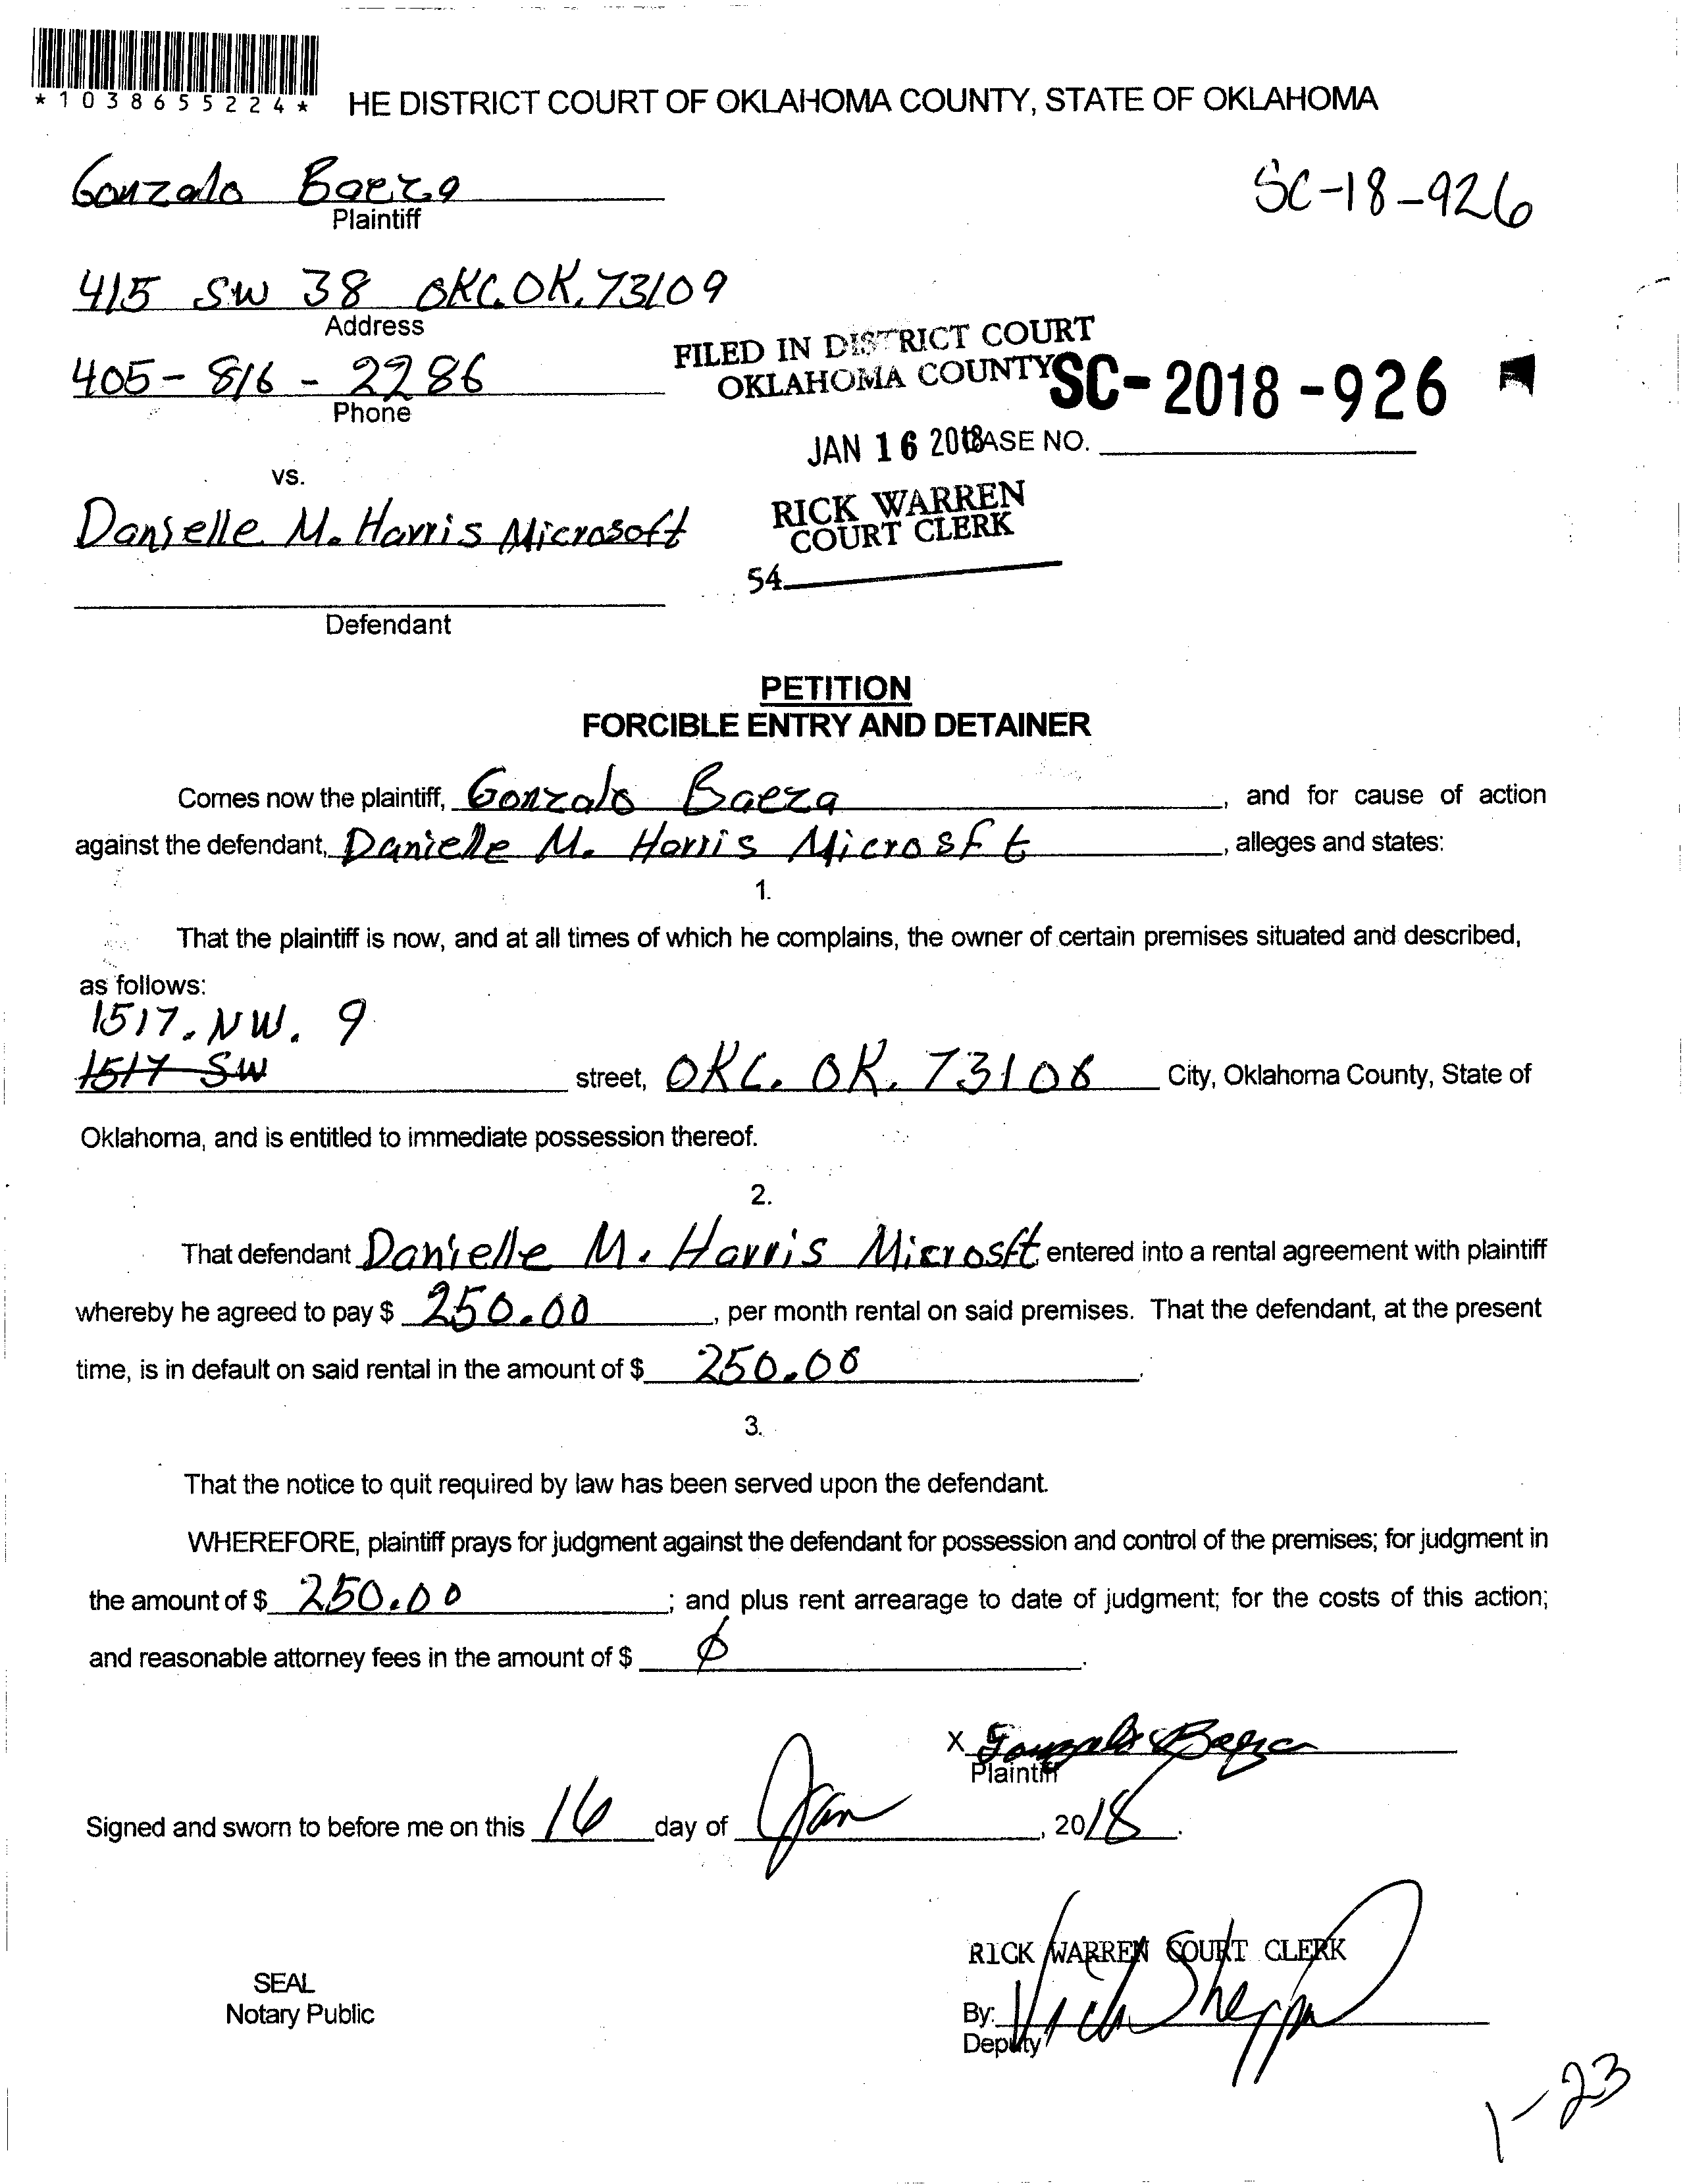 *1038655224*
HE DISTRICT COURT OF OKLAHOMA COUNTY, STATE OF OKLAHOMA
Gonzalo Baeza
Plaintiff
SC-18-926
415 SW 38 OKC. OK. 73109
Address
405-816-2286
Phone
FILED IN DISTRICT COURT
OKLAHOMA COUNTY
SC-2018-926
JAN 16 2018
CASE NO.
vs.
Danielle M. Harris Microsoft
RICK WARREN
COURT CLERK
54
Defendant
PETITION
FORCIBLE ENTRY AND DETAINER
Comes now the plaintiff, Gonzalo Baeza, and for cause of action
against the defendant, Danielle M. Harris Microsft, alleges and states:
1.
That the plaintiff is now, and at all times of which he complains, the owner of certain premises situated and described,
as follows:
1517. NW. 9
1517 SW street, OKC. OK. 73106 City, Oklahoma County, State of
Oklahoma, and is entitled to immediate possession thereof.
2.
That defendant Danielle M. Harris Microsft entered into a rental agreement with plaintiff
whereby he agreed to pay $ 250.00, per month rental on said premises. That the defendant, at the present
time, is in default on said rental in the amount of $ 250.00.
3.
That the notice to quit required by law has been served upon the defendant.
WHEREFORE, plaintiff prays for judgment against the defendant for possession and control of the premises; for judgment in
the amount of $ 250.00; and plus rent arrearage to date of judgment; for the costs of this action;
and reasonable attorney fees in the amount of $ ∅.
X Gonzalo Baeza
Plaintiff
Signed and sworn to before me on this 16 day of Jan, 2018.
RICK WARREN COURT CLERK
SEAL
Notary Public
By:
Deputy
1-23